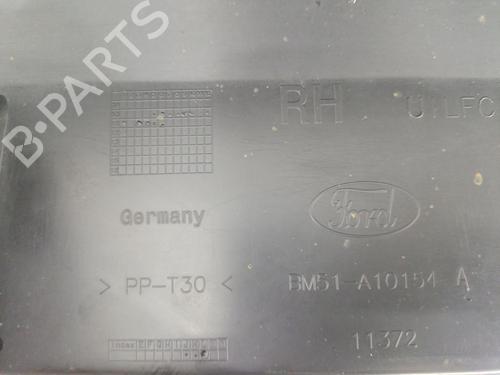 B-PARTS
RH
Germany
Ford
> PP-T30 <
BM51-A10154 A
11372